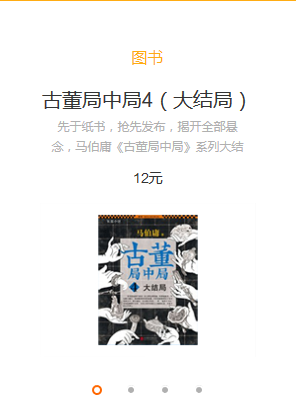 图书
古董局中局4（大结局）
先于纸书，抢先发布，揭开全部悬
念，马伯庸《古董局中局》系列大结
12元
马伯庸
古董
局中局
4 大结局